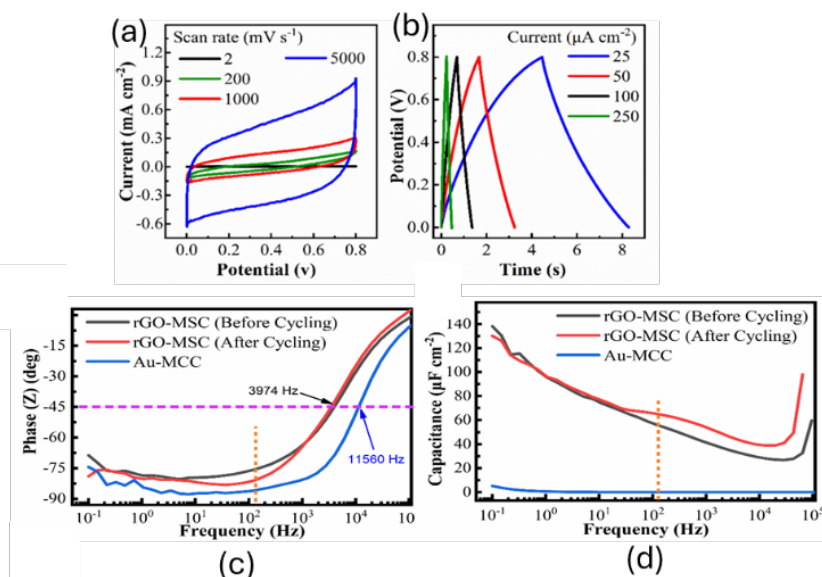 (a)
Scan rate (mV s⁻¹)
2
5000
200
1000
1.2
0.9
0.6
0.3
0.0
-0.3
-0.6
Currrent (mA cm⁻²)
0.0 0.2 0.4 0.6 0.8
Potential (v)
(b)
Current (µA cm⁻²)
25
50
100
250
0.8
0.6
0.4
0.2
0.0
Potential (V)
0 2 4 6 8
Time (s)
rGO-MSC (Before Cycling)
rGO-MSC (After Cycling)
Au-MCC
-15
-30
-45
-60
-75
-90
Phase (Z) (deg)
3974 Hz
11560 Hz
10⁻¹ 10⁰ 10¹ 10² 10³ 10⁴
Frequency (Hz)
(c)
rGO-MSC (Before Cycling)
rGO-MSC (After Cycling)
Au-MCC
140
120
100
80
60
40
20
0
Capacitance (µF cm⁻²)
10⁻¹ 10⁰ 10¹ 10² 10³ 10⁴ 10⁵
Frequency (Hz)
(d)